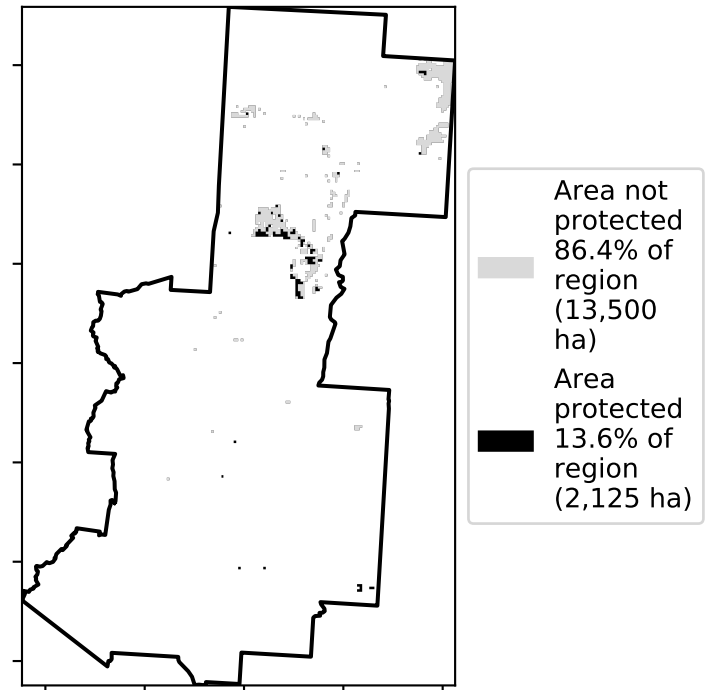 Area not
protected
86.4% of
region
(13,500
ha)
Area
protected
13.6% of
region
(2,125 ha)